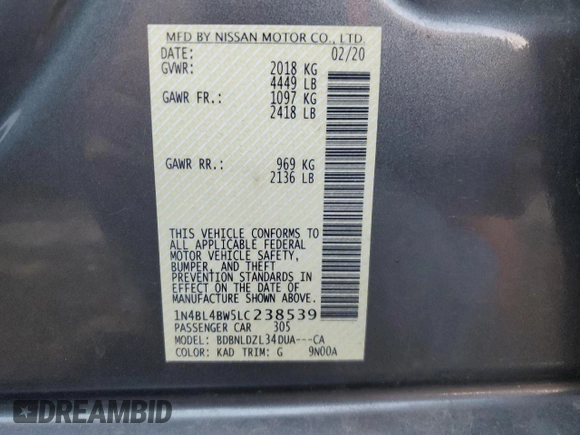 MFD BY NISSAN MOTOR CO., LTD.
DATE: 02/20
GVWR: 2018 KG
4449 LB
GAWR FR.: 1097 KG
2418 LB
GAWR RR.: 969 KG
2136 LB
THIS VEHICLE CONFORMS TO
ALL APPLICABLE FEDERAL
MOTOR VEHICLE SAFETY,
BUMPER, AND THEFT
PREVENTION STANDARDS IN
EFFECT ON THE DATE OF
MANUFACTURE SHOWN ABOVE.
1N4BL4BW5LC238539
PASSENGER CAR 305
MODEL: BDBNLDZL34DUA---CA
COLOR: KAD TRIM: G 9N00A
DREAMBID